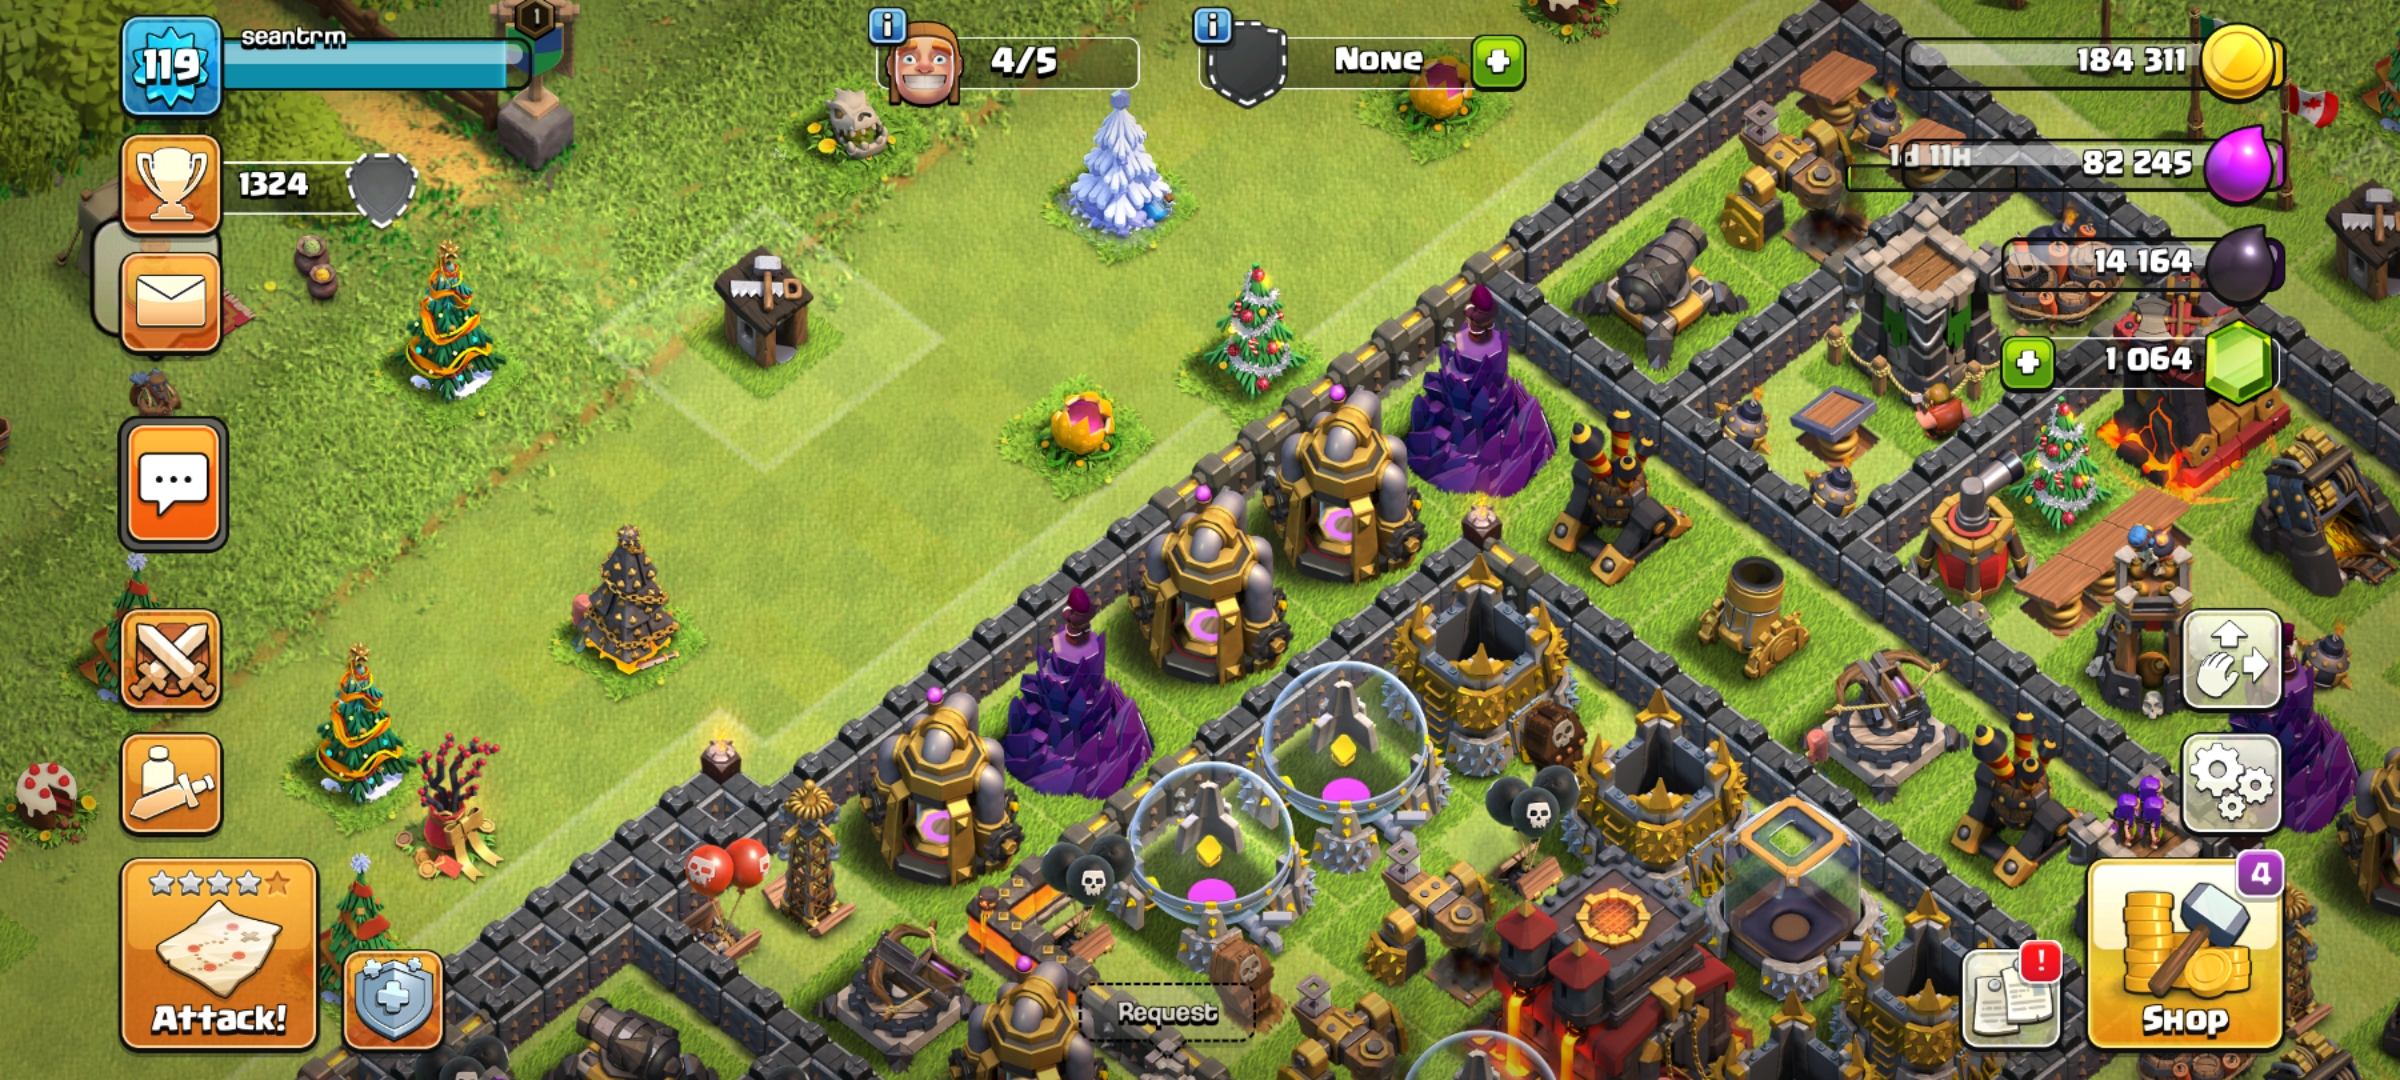 1
119
seantrm
4/5
None
184 311
1324
1d 11H
82 245
14 164
1 064
4
Attack!
Request
!
Shop